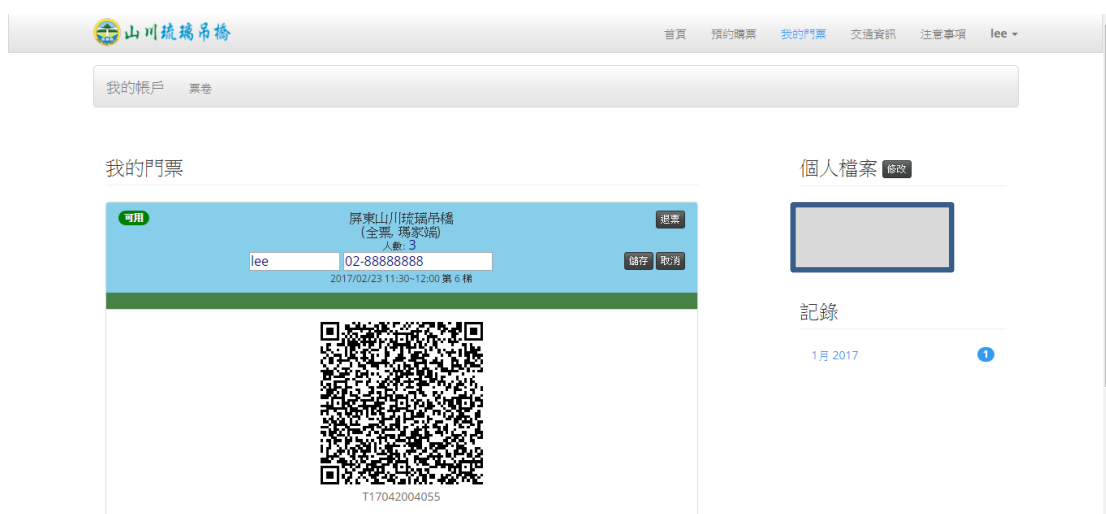 山川琉璃吊橋
首頁 預約購票 我的門票 交通資訊 注意事項 lee
我的帳戶 票卷
我的門票
個人檔案 修改
可用
屏東山川琉璃吊橋
退票
(全票, 瑪家端)
人數: 3
lee 02-88888888
儲存 取消
2017/02/23 11:30~12:00 第 6 梯
記錄
1月 2017 1
T17042004055